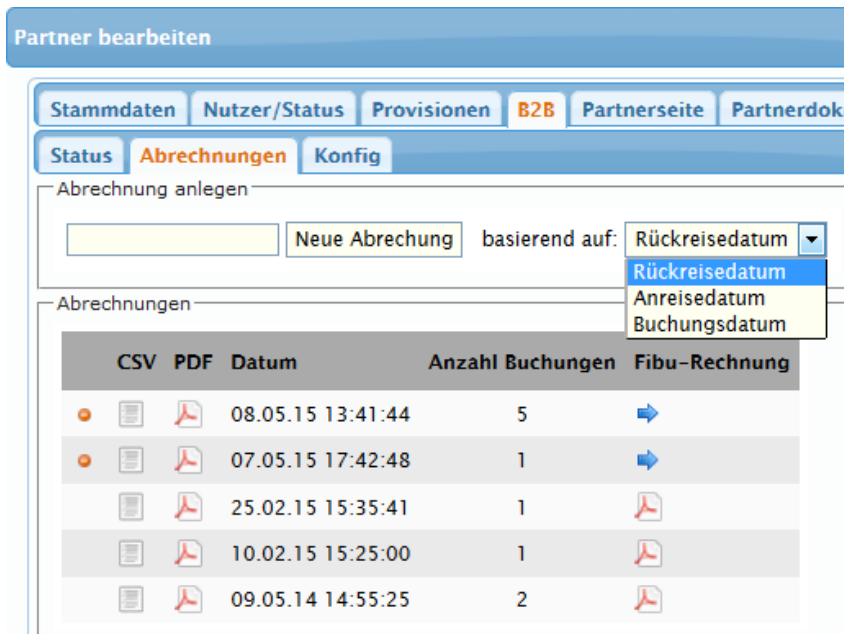 Partner bearbeiten
Stammdaten Nutzer/Status Provisionen B2B Partnerseite Partnerdok
Status Abrechnungen Konfig
Abrechnung anlegen
Neue Abrechung basierend auf: Rückreisedatum
Rückreisedatum
Anreisedatum
Buchungsdatum
Abrechnungen
CSV PDF Datum Anzahl Buchungen Fibu-Rechnung
08.05.15 13:41:44 5
07.05.15 17:42:48 1
25.02.15 15:35:41 1
10.02.15 15:25:00 1
09.05.14 14:55:25 2